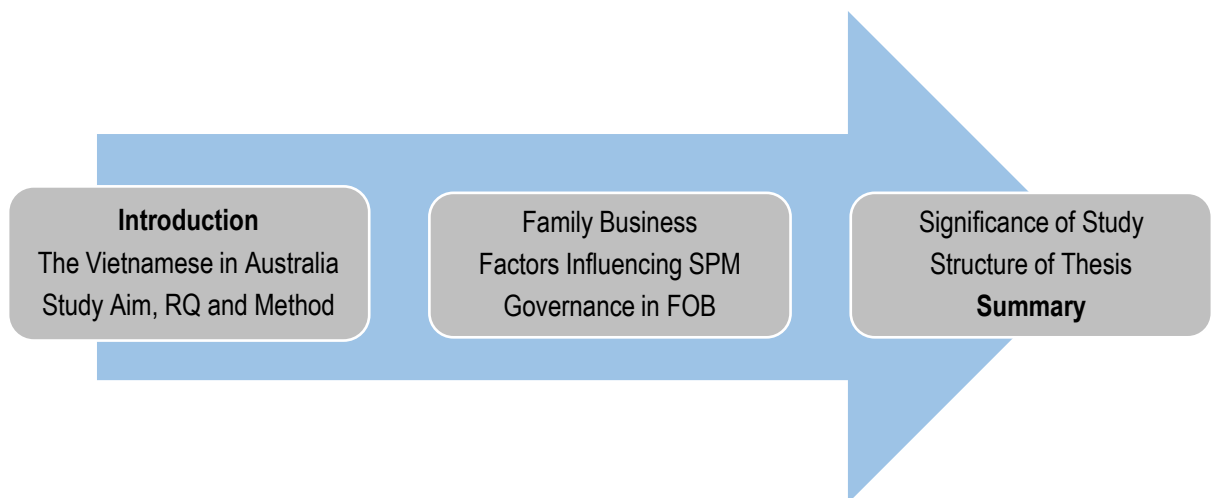 Introduction
The Vietnamese in Australia
Study Aim, RQ and Method
Family Business
Factors Influencing SPM
Governance in FOB
Significance of Study
Structure of Thesis
Summary